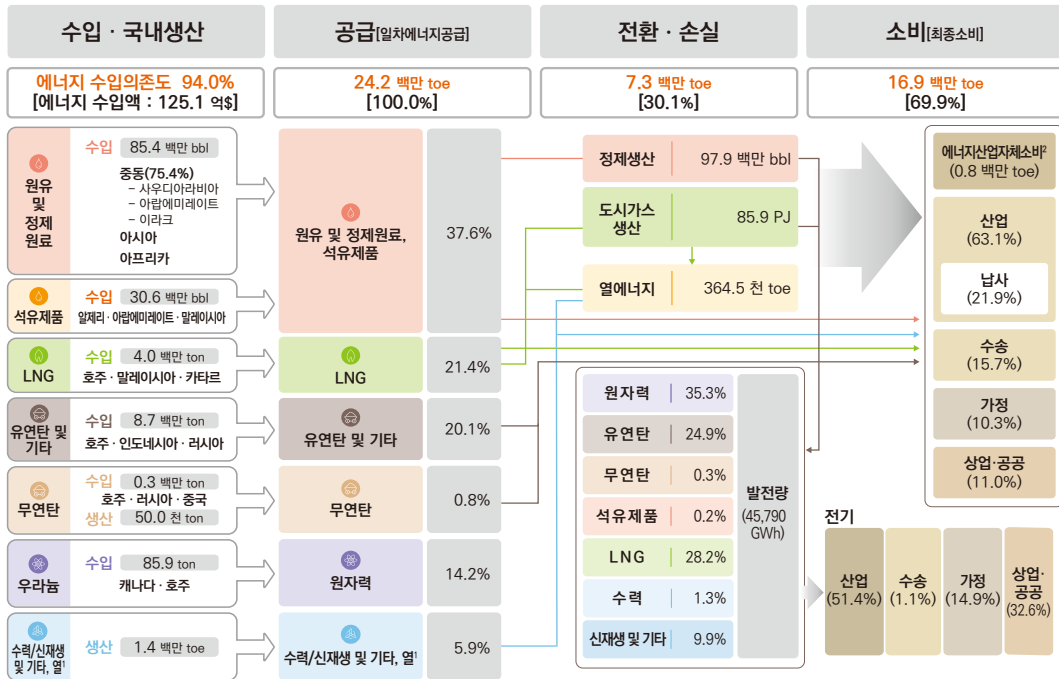 수입 · 국내생산
공급[일차에너지공급]
전환 · 손실
소비[최종소비]
에너지 수입의존도 94.0%
[에너지 수입액 : 125.1 억$]
24.2 백만 toe
[100.0%]
7.3 백만 toe
[30.1%]
16.9 백만 toe
[69.9%]
원유
및
정제
원료
수입 85.4 백만 bbl
중동(75.4%)
– 사우디아라비아
– 아랍에미레이트
– 이라크
아시아
아프리카
석유제품
수입 30.6 백만 bbl
알제리 · 아랍에미레이트 · 말레이시아
LNG
수입 4.0 백만 ton
호주 · 말레이시아 · 카타르
유연탄 및
기타
수입 8.7 백만 ton
호주 · 인도네시아 · 러시아
무연탄
수입 0.3 백만 ton
호주 · 러시아 · 중국
생산 50.0 천 ton
우라늄
수입 85.9 ton
캐나다 · 호주
수력/신재생
및 기타, 열¹
생산 1.4 백만 toe
원유 및 정제원료,
석유제품
37.6%
LNG
21.4%
유연탄 및 기타
20.1%
무연탄
0.8%
원자력
14.2%
수력/신재생 및 기타, 열¹
5.9%
정제생산 97.9 백만 bbl
도시가스
생산
85.9 PJ
열에너지 364.5 천 toe
원자력 35.3%
유연탄 24.9%
무연탄 0.3%
석유제품 0.2%
LNG 28.2%
수력 1.3%
신재생 및 기타 9.9%
발전량
(45,790
GWh)
에너지산업자체소비²
(0.8 백만 toe)
산업
(63.1%)
납사
(21.9%)
수송
(15.7%)
가정
(10.3%)
상업·공공
(11.0%)
전기
산업
(51.4%)
수송
(1.1%)
가정
(14.9%)
상업·
공공
(32.6%)